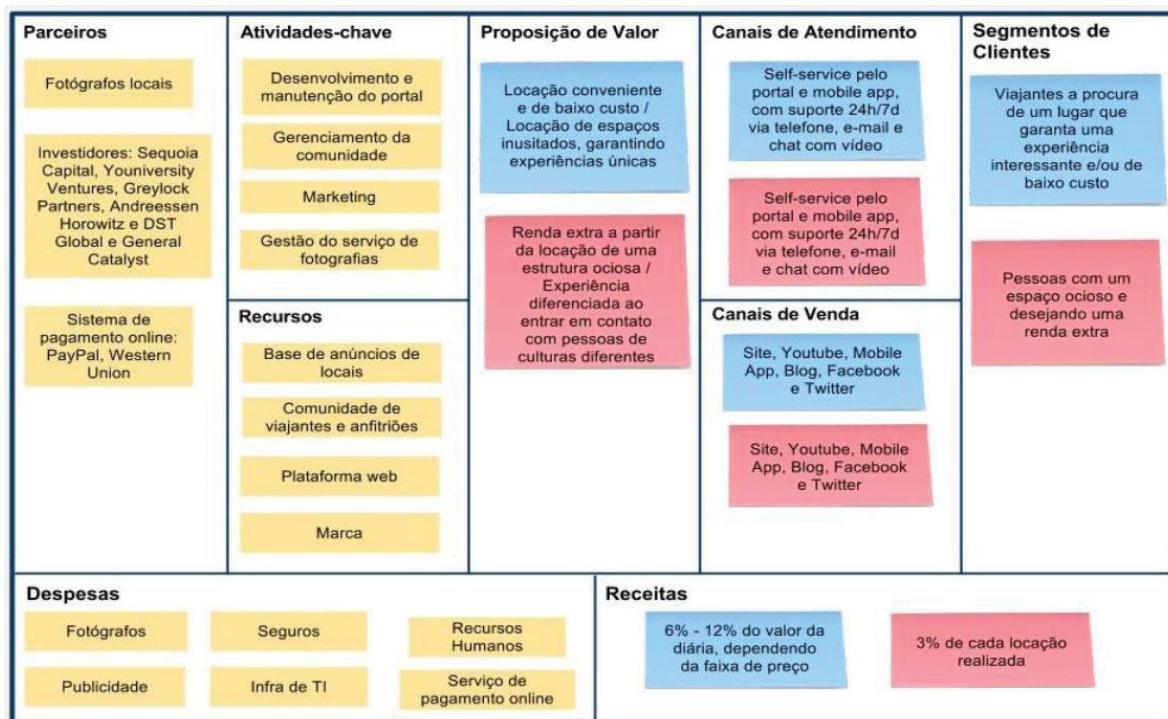 Parceiros
Fotógrafos locais
Investidores: Sequoia
Capital, Youniversity
Ventures, Greylock
Partners, Andreessen
Horowitz e DST
Global e General
Catalyst
Sistema de
pagamento online:
PayPal, Western
Union
Atividades-chave
Desenvolvimento e
manutenção do portal
Gerenciamento da
comunidade
Marketing
Gestão do serviço de
fotografias
Recursos
Base de anúncios de
locais
Comunidade de
viajantes e anfitriões
Plataforma web
Marca
Proposição de Valor
Locação conveniente
e de baixo custo /
Locação de espaços
inusitados, garantindo
experiências únicas
Renda extra a partir
da locação de uma
estrutura ociosa /
Experiência
diferenciada ao
entrar em contato
com pessoas de
culturas diferentes
Canais de Atendimento
Self-service pelo
portal e mobile app,
com suporte 24h/7d
via telefone, e-mail e
chat com vídeo
Self-service pelo
portal e mobile app,
com suporte 24h/7d
via telefone, e-mail
e chat com vídeo
Canais de Venda
Site, Youtube, Mobile
App, Blog, Facebook
e Twitter
Site, Youtube, Mobile
App, Blog, Facebook
e Twitter
Segmentos de
Clientes
Viajantes a procura
de um lugar que
garanta uma
experiência
interessante e/ou de
baixo custo
Pessoas com um
espaço ocioso e
desejando uma
renda extra
Despesas
Fotógrafos
Seguros
Recursos
Humanos
Publicidade
Infra de TI
Serviço de
pagamento online
Receitas
6% - 12% do valor da
diária, dependendo
da faixa de preço
3% de cada locação
realizada